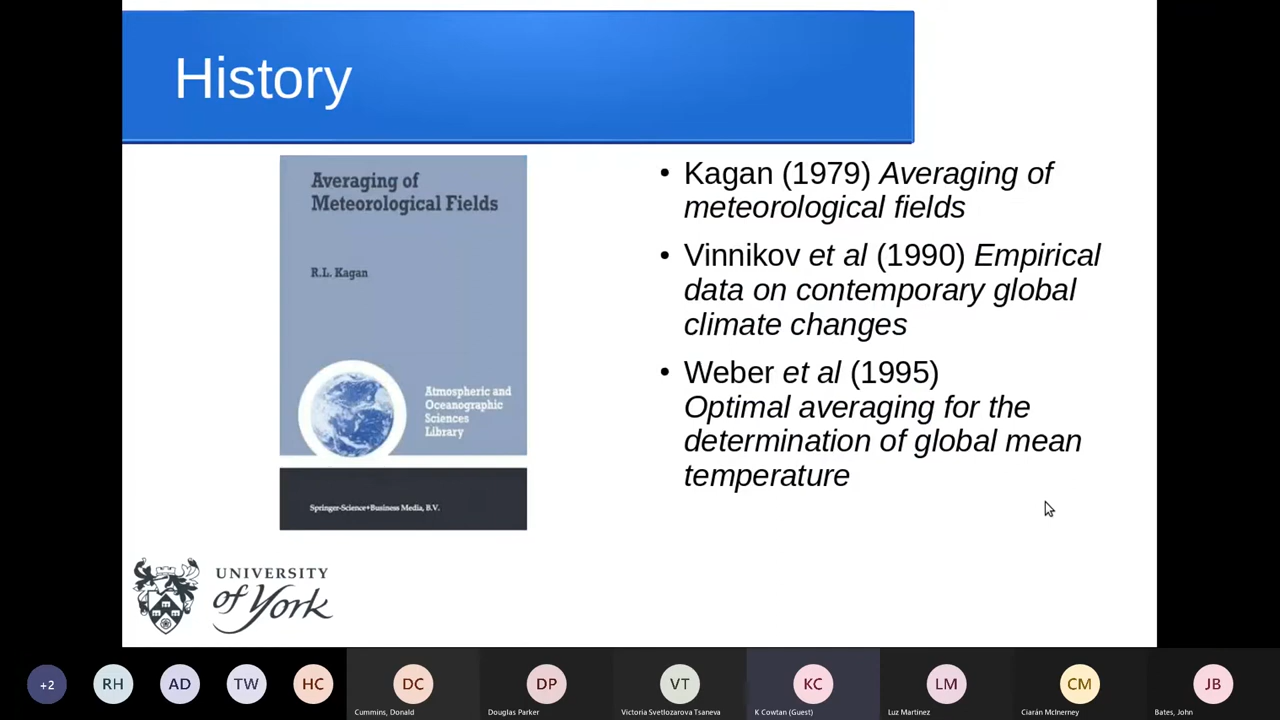 History
Averaging of
Meteorological Fields
R.L. Kagan
Atmospheric and
Oceanographic
Sciences
Library
Springer-Science+Business Media, B.V.
• Kagan (1979) Averaging of
meteorological fields
• Vinnikov et al (1990) Empirical
data on contemporary global
climate changes
• Weber et al (1995)
Optimal averaging for the
determination of global mean
temperature
UNIVERSITY
of York
+2 RH AD TW HC DC DP VT KC LM CM JB
Cummins, Donald Douglas Parker Victoria Svetlozarova Tsaneva K Cowtan (Guest) Luz Martinez Ciarán McInerney Bates, John